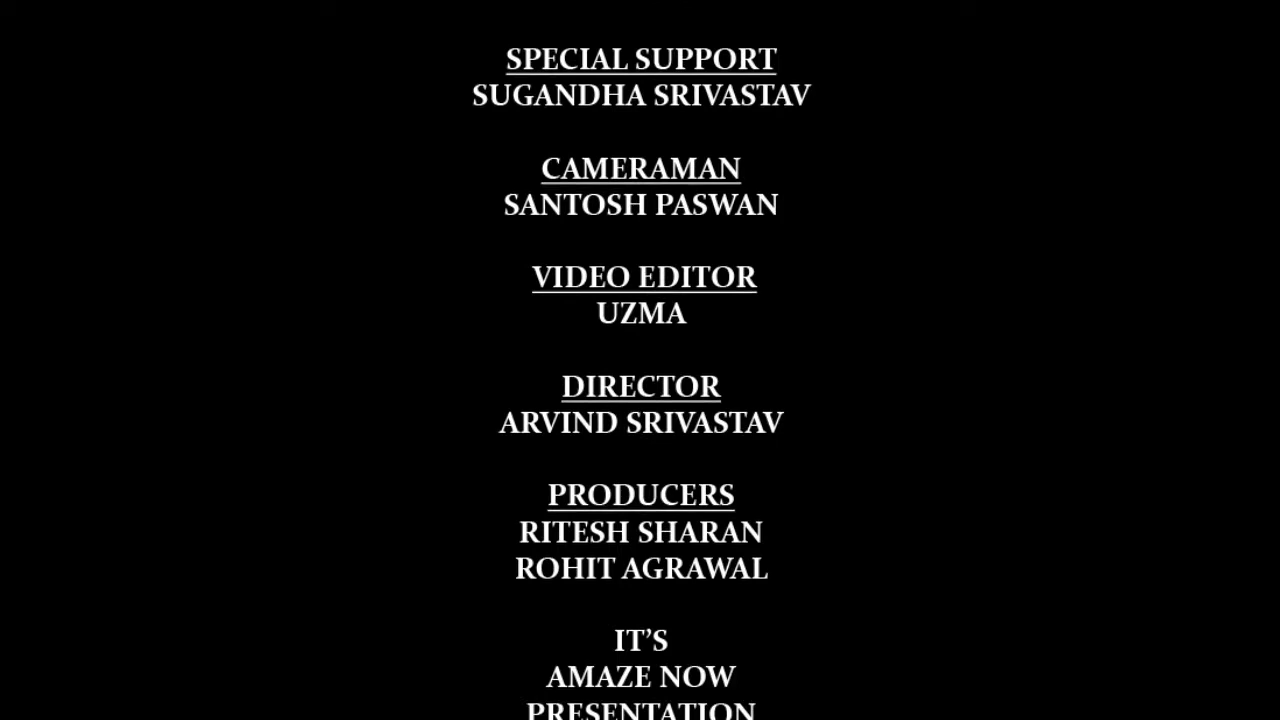 SPECIAL SUPPORT
SUGANDHA SRIVASTAV
CAMERAMAN
SANTOSH PASWAN
VIDEO EDITOR
UZMA
DIRECTOR
ARVIND SRIVASTAV
PRODUCERS
RITESH SHARAN
ROHIT AGRAWAL
IT’S
AMAZE NOW
PRESENTATION